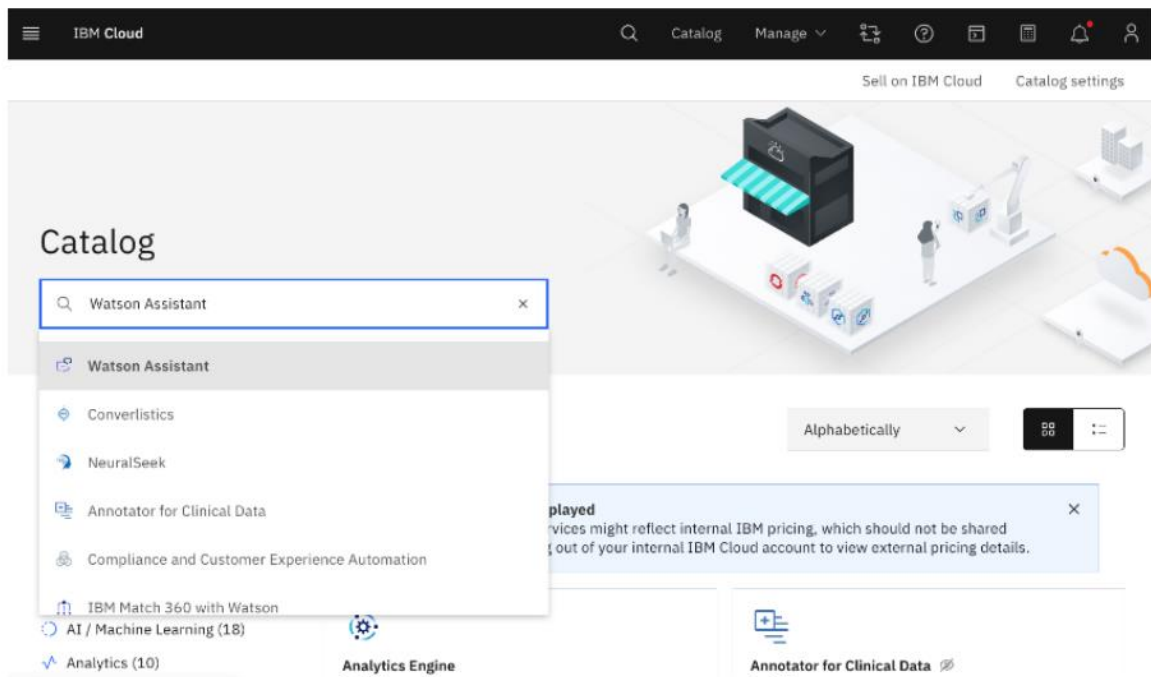 IBM Cloud
Catalog
Manage
Sell on IBM Cloud
Catalog settings
Catalog
Watson Assistant
Watson Assistant
Converlistics
NeuralSeek
Annotator for Clinical Data
Compliance and Customer Experience Automation
IBM Match 360 with Watson
Alphabetically
played
rvices might reflect internal IBM pricing, which should not be shared
g out of your internal IBM Cloud account to view external pricing details.
AI / Machine Learning (18)
Analytics (10)
Analytics Engine
Annotator for Clinical Data